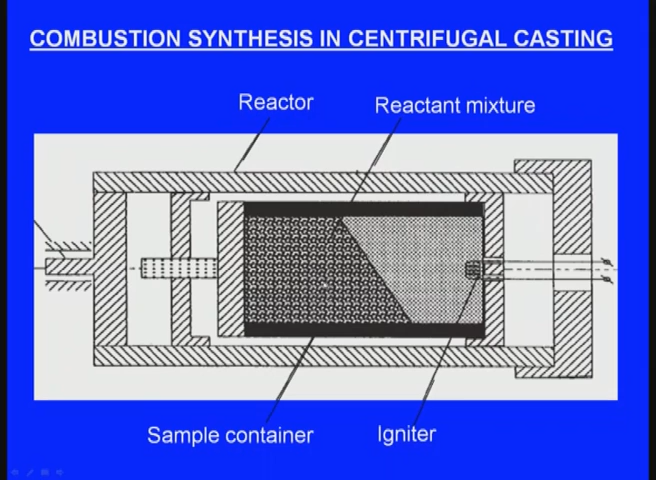 COMBUSTION SYNTHESIS IN CENTRIFUGAL CASTING
Reactor
Reactant mixture
Sample container
Igniter